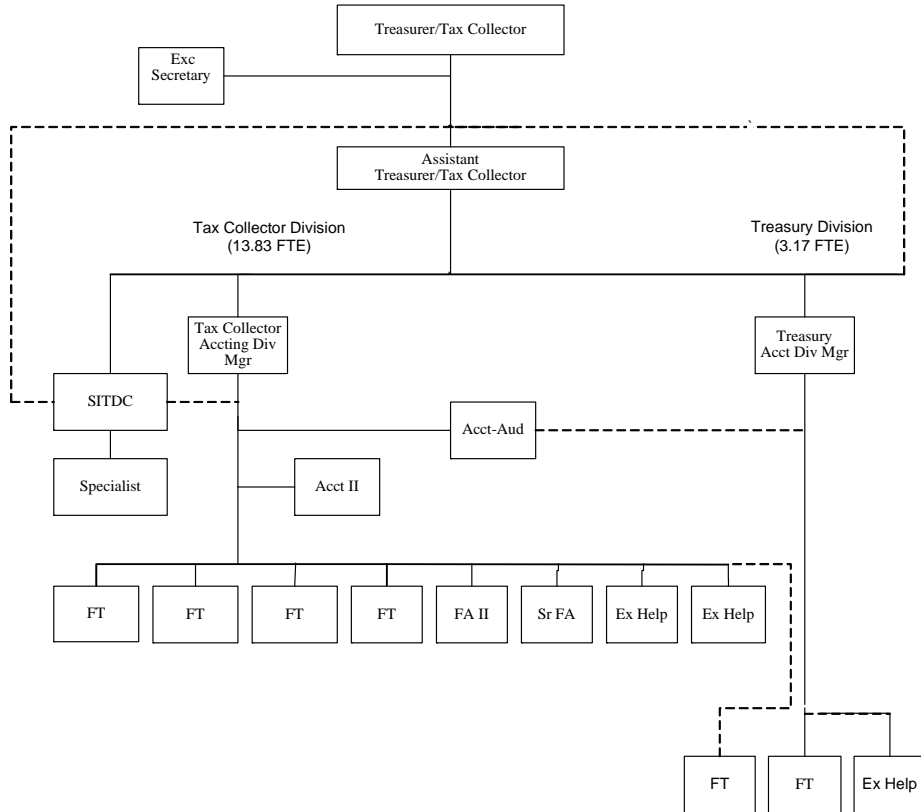 Treasurer/Tax Collector
Exc
Secretary
`
Assistant
Treasurer/Tax Collector
Tax Collector Division
(13.83 FTE)
Treasury Division
(3.17 FTE)
Tax Collector
Accting Div
Mgr
Treasury
Acct Div Mgr
SITDC
Acct-Aud
Specialist
Acct II
FT
FT
FT
FT
FA II
Sr FA
Ex Help
Ex Help
FT
FT
Ex Help